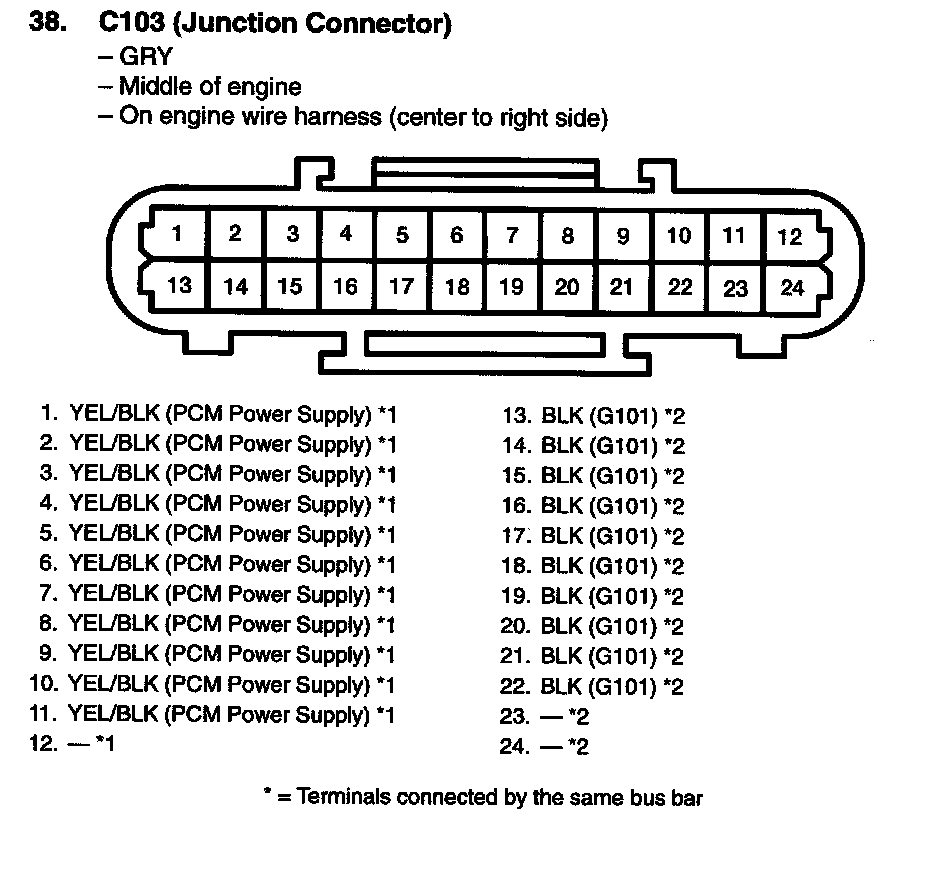 38. C103 (Junction Connector)
– GRY
– Middle of engine
– On engine wire harness (center to right side)
1 2 3 4 5 6 7 8 9 10 11 12
13 14 15 16 17 18 19 20 21 22 23 24
1. YEL/BLK (PCM Power Supply) *1
2. YEL/BLK (PCM Power Supply) *1
3. YEL/BLK (PCM Power Supply) *1
4. YEL/BLK (PCM Power Supply) *1
5. YEL/BLK (PCM Power Supply) *1
6. YEL/BLK (PCM Power Supply) *1
7. YEL/BLK (PCM Power Supply) *1
8. YEL/BLK (PCM Power Supply) *1
9. YEL/BLK (PCM Power Supply) *1
10. YEL/BLK (PCM Power Supply) *1
11. YEL/BLK (PCM Power Supply) *1
12. — *1
13. BLK (G101) *2
14. BLK (G101) *2
15. BLK (G101) *2
16. BLK (G101) *2
17. BLK (G101) *2
18. BLK (G101) *2
19. BLK (G101) *2
20. BLK (G101) *2
21. BLK (G101) *2
22. BLK (G101) *2
23. — *2
24. — *2
* = Terminals connected by the same bus bar